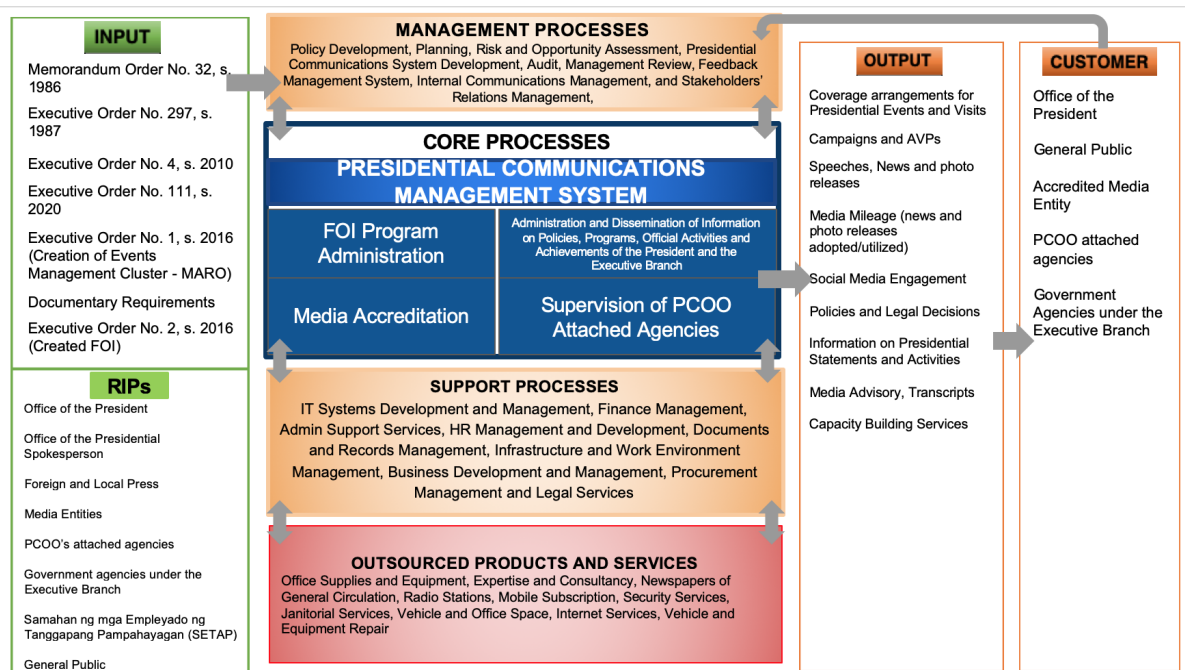 INPUT
Memorandum Order No. 32, s.
1986
Executive Order No. 297, s.
1987
Executive Order No. 4, s. 2010
Executive Order No. 111, s.
2020
Executive Order No. 1, s. 2016
(Creation of Events
Management Cluster - MARO)
Documentary Requirements
Executive Order No. 2, s. 2016
(Created FOI)
RIPs
Office of the President
Office of the Presidential
Spokesperson
Foreign and Local Press
Media Entities
PCOO's attached agencies
Government agencies under the
Executive Branch
Samahan ng mga Empleyado ng
Tanggapang Pampahayagan (SETAP)
General Public
MANAGEMENT PROCESSES
Policy Development, Planning, Risk and Opportunity Assessment, Presidential
Communications System Development, Audit, Management Review, Feedback
Management System, Internal Communications Management, and Stakeholders'
Relations Management,
CORE PROCESSES
PRESIDENTIAL COMMUNICATIONS
MANAGEMENT SYSTEM
FOI Program
Administration
Administration and Dissemination of Information
on Policies, Programs, Official Activities and
Achievements of the President and the
Executive Branch
Media Accreditation
Supervision of PCOO
Attached Agencies
SUPPORT PROCESSES
IT Systems Development and Management, Finance Management,
Admin Support Services, HR Management and Development, Documents
and Records Management, Infrastructure and Work Environment
Management, Business Development and Management, Procurement
Management and Legal Services
OUTSOURCED PRODUCTS AND SERVICES
Office Supplies and Equipment, Expertise and Consultancy, Newspapers of
General Circulation, Radio Stations, Mobile Subscription, Security Services,
Janitorial Services, Vehicle and Office Space, Internet Services, Vehicle and
Equipment Repair
OUTPUT
Coverage arrangements for
Presidential Events and Visits
Campaigns and AVPs
Speeches, News and photo
releases
Media Mileage (news and
photo releases
adopted/utilized)
Social Media Engagement
Policies and Legal Decisions
Information on Presidential
Statements and Activities
Media Advisory, Transcripts
Capacity Building Services
CUSTOMER
Office of the
President
General Public
Accredited Media
Entity
PCOO attached
agencies
Government
Agencies under the
Executive Branch